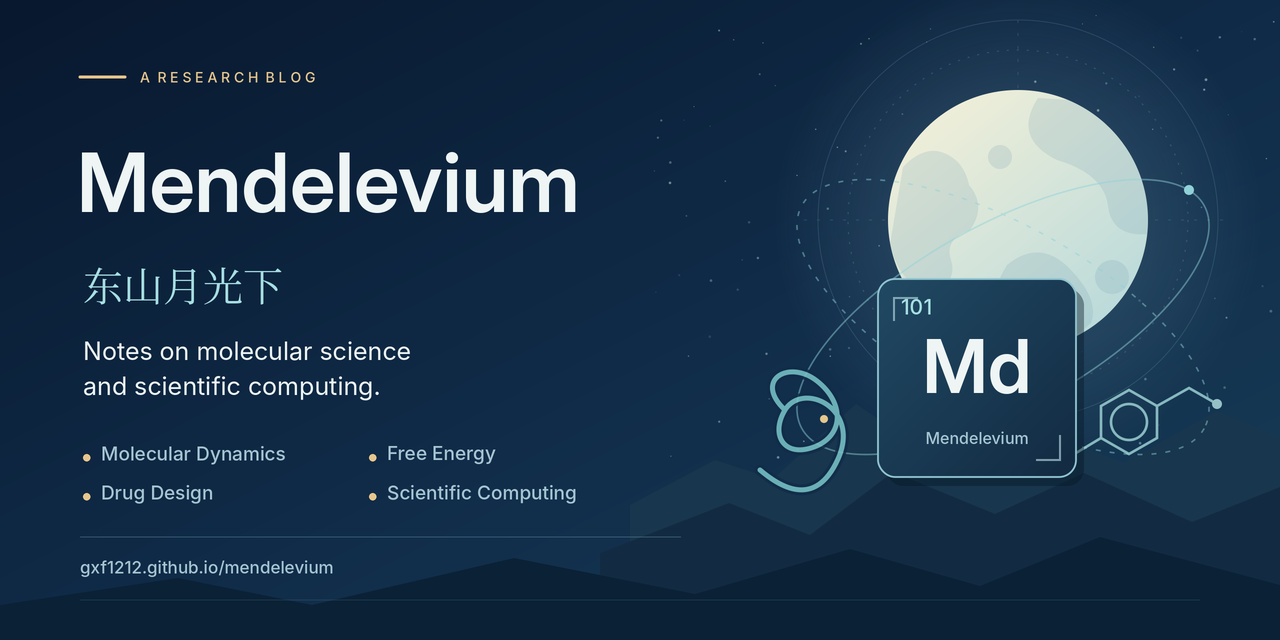 A RESEARCH BLOG
Mendelevium
东山月光下
Notes on molecular science
and scientific computing.
Molecular Dynamics
Free Energy
Drug Design
Scientific Computing
gxf1212.github.io/mendelevium
101
Md
Mendelevium